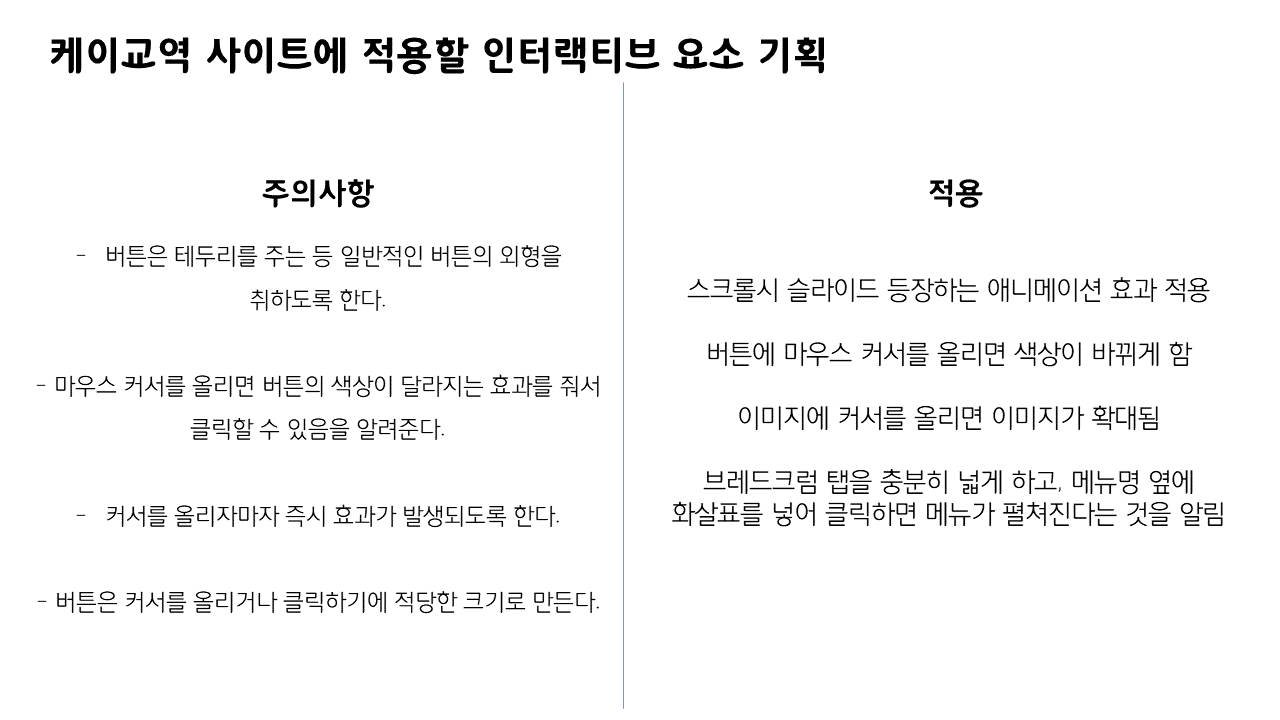 케이교역 사이트에 적용할 인터랙티브 요소 기획
주의사항
- 버튼은 테두리를 주는 등 일반적인 버튼의 외형을
취하도록 한다.
- 마우스 커서를 올리면 버튼의 색상이 달라지는 효과를 줘서
클릭할 수 있음을 알려준다.
- 커서를 올리자마자 즉시 효과가 발생되도록 한다.
- 버튼은 커서를 올리거나 클릭하기에 적당한 크기로 만든다.
적용
스크롤시 슬라이드 등장하는 애니메이션 효과 적용
버튼에 마우스 커서를 올리면 색상이 바뀌게 함
이미지에 커서를 올리면 이미지가 확대됨
브레드크럼 탭을 충분히 넓게 하고, 메뉴명 옆에
화살표를 넣어 클릭하면 메뉴가 펼쳐진다는 것을 알림